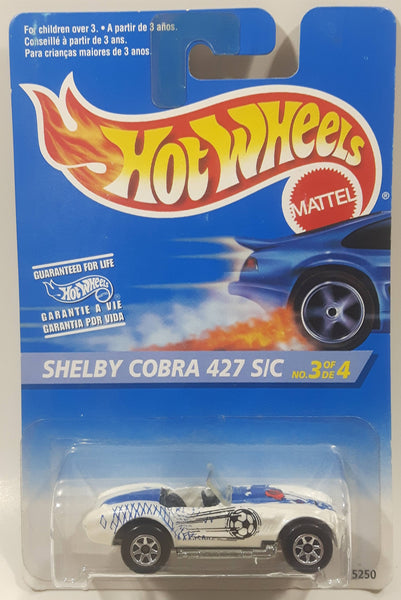 For children over 3. • A partir de 3 años.
Conseillé à partir de 3 ans.
Para crianças maiores de 3 anos.
HOT WHEELS
MATTEL
®
GUARANTEED FOR LIFE
HOT WHEELS
GARANTIE A VIE
GARANTIA POR VIDA
SHELBY COBRA 427 S/C NO. 3 OF DE 4
5250